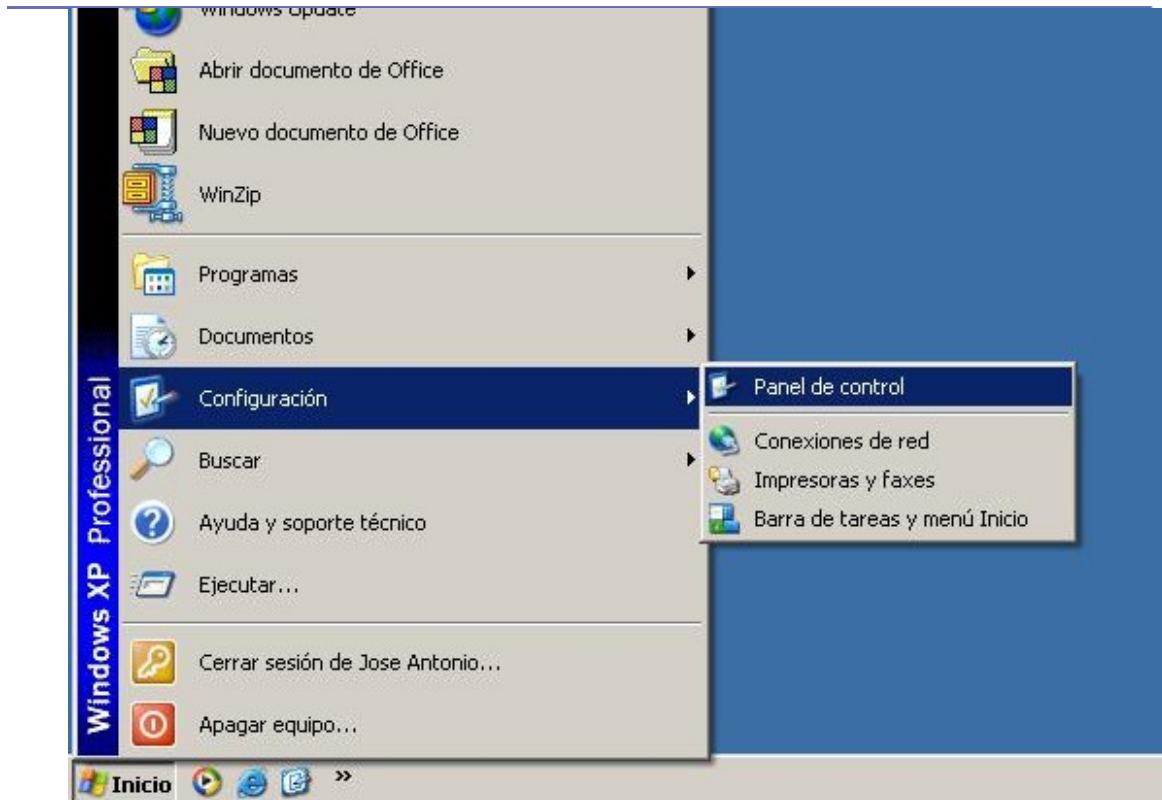 Windows Update
Abrir documento de Office
Nuevo documento de Office
WinZip
Programas
Documentos
Configuración
Buscar
Ayuda y soporte técnico
Ejecutar...
Cerrar sesión de Jose Antonio...
Apagar equipo...
Panel de control
Conexiones de red
Impresoras y faxes
Barra de tareas y menú Inicio
Windows XP Professional
Inicio
»